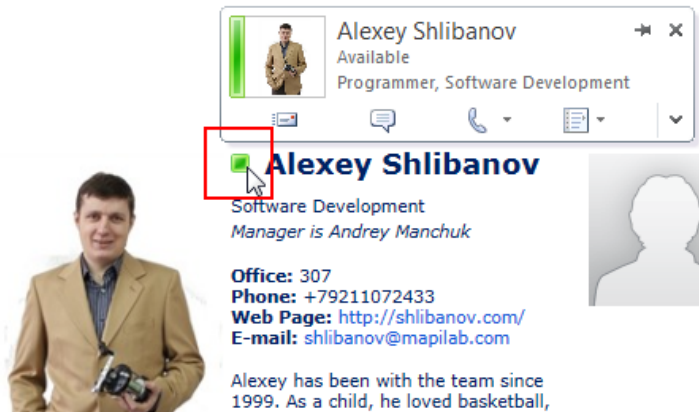 Alexey Shlibanov
Available
Programmer, Software Development
Alexey Shlibanov
Software Development
Manager is Andrey Manchuk
Office: 307
Phone: +79211072433
Web Page: http://shlibanov.com/
E-mail: shlibanov@mapilab.com
Alexey has been with the team since
1999. As a child, he loved basketball,